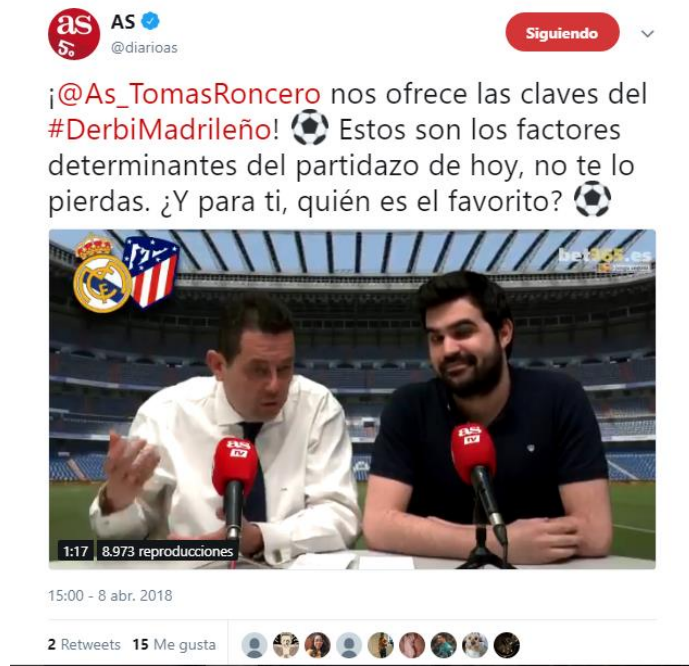 as
AS
@diarioas
Siguiendo
¡@As_TomasRoncero nos ofrece las claves del
#DerbiMadrileño! ⚽ Estos son los factores
determinantes del partidazo de hoy, no te lo
pierdas. ¿Y para ti, quién es el favorito? ⚽
bet365.es
as
TV
as
TV
1:17 8.973 reproducciones
15:00 - 8 abr. 2018
2 Retweets 15 Me gusta